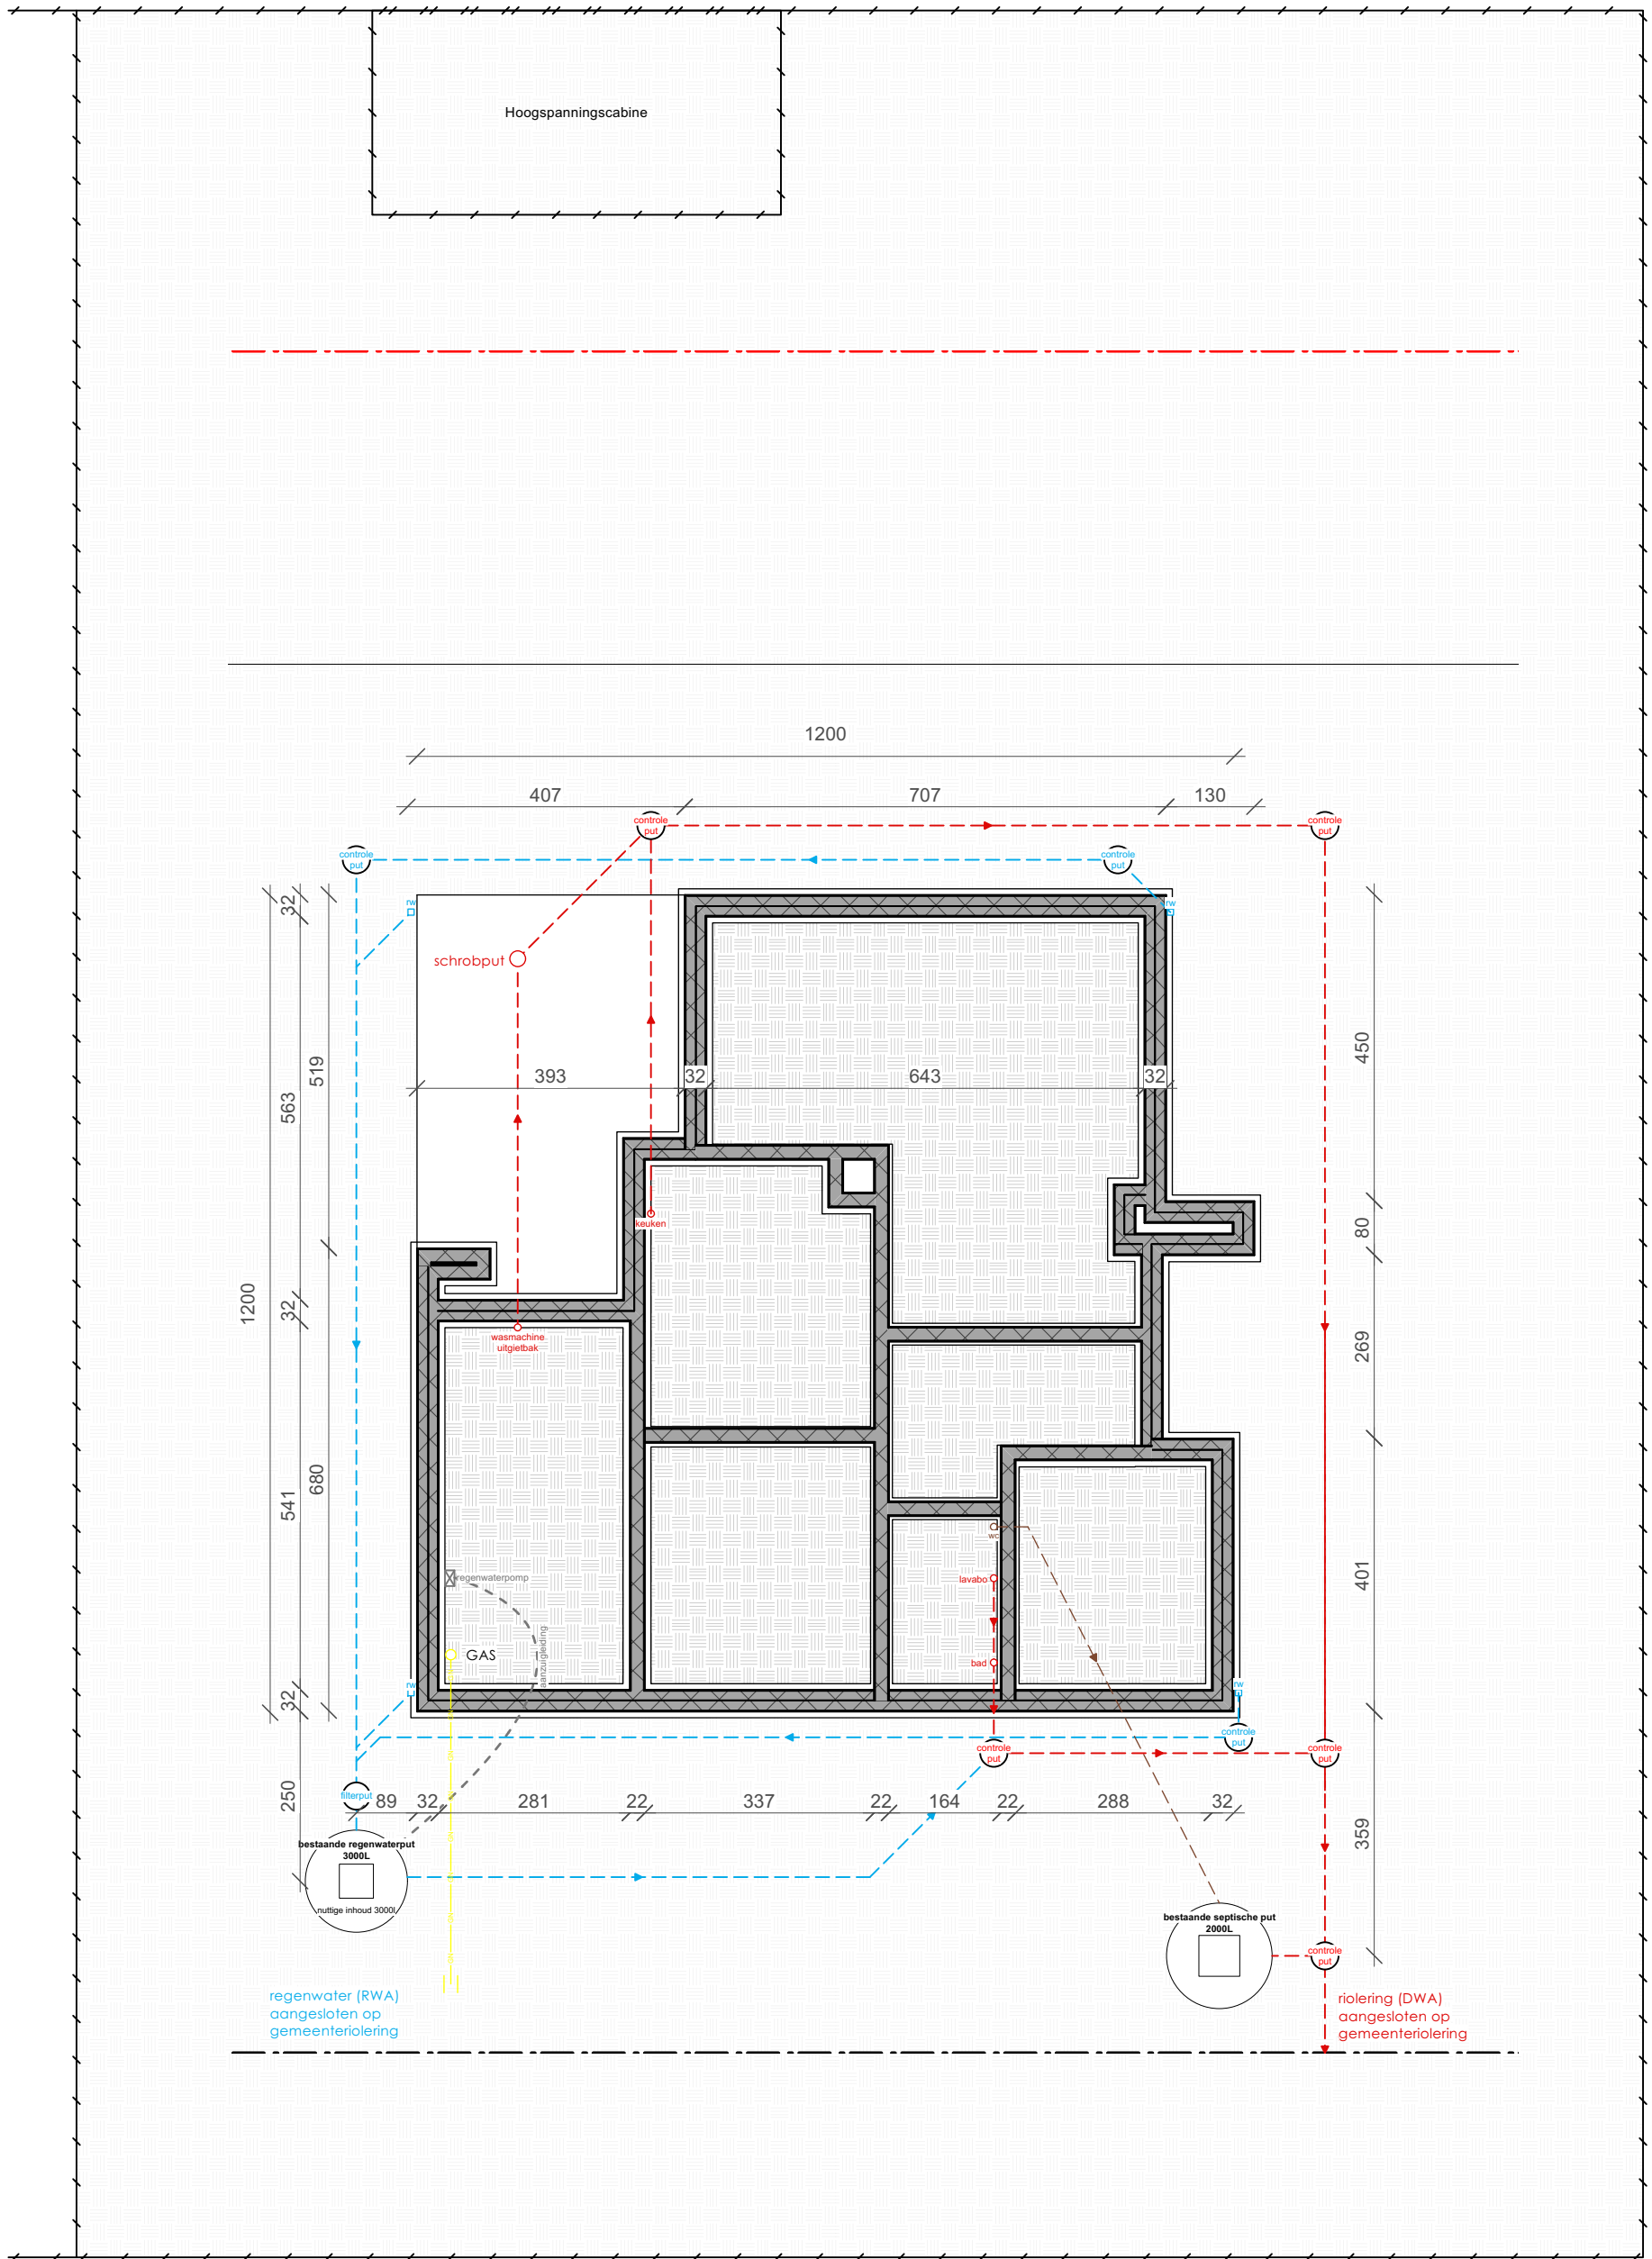 Hoogspanningscabine
1200
407
707
130
controle
put
controle
put
controle
put
controle
put
32
rw
rw
schrobput
519
563
450
393
32
643
32
keuken
80
1200
32
wasmachine
uitgietbak
269
680
541
wc
regenwaterpomp
lavabo
401
aanzuigleiding
GAS
bad
32
rw
rw
controle
put
controle
put
controle
put
250
filterput
89
32
281
22
337
22
164
22
288
32
359
bestaande regenwaterput
3000L
nuttige inhoud 3000l
bestaande septische put
2000L
controle
put
regenwater (RWA)
aangesloten op
gemeenteriolering
riolering (DWA)
aangesloten op
gemeenteriolering